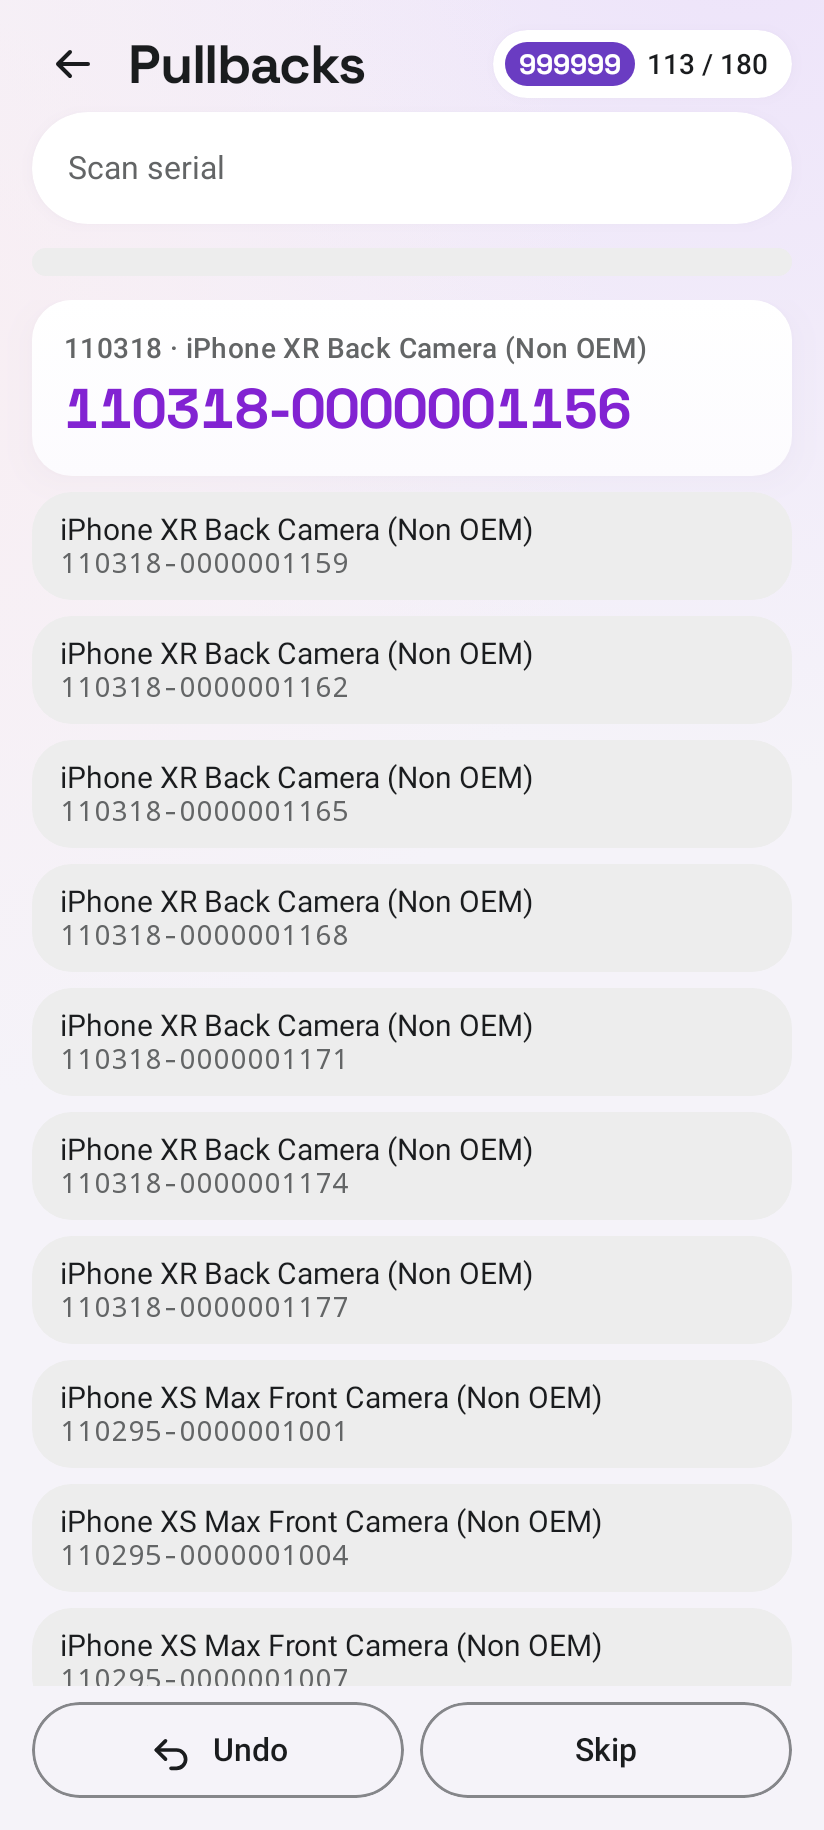 Pullbacks
999999 113 / 180
Scan serial
110318 · iPhone XR Back Camera (Non OEM)
110318-0000001156
iPhone XR Back Camera (Non OEM)
110318-0000001159
iPhone XR Back Camera (Non OEM)
110318-0000001162
iPhone XR Back Camera (Non OEM)
110318-0000001165
iPhone XR Back Camera (Non OEM)
110318-0000001168
iPhone XR Back Camera (Non OEM)
110318-0000001171
iPhone XR Back Camera (Non OEM)
110318-0000001174
iPhone XR Back Camera (Non OEM)
110318-0000001177
iPhone XS Max Front Camera (Non OEM)
110295-0000001001
iPhone XS Max Front Camera (Non OEM)
110295-0000001004
iPhone XS Max Front Camera (Non OEM)
110295-0000001007
Undo
Skip